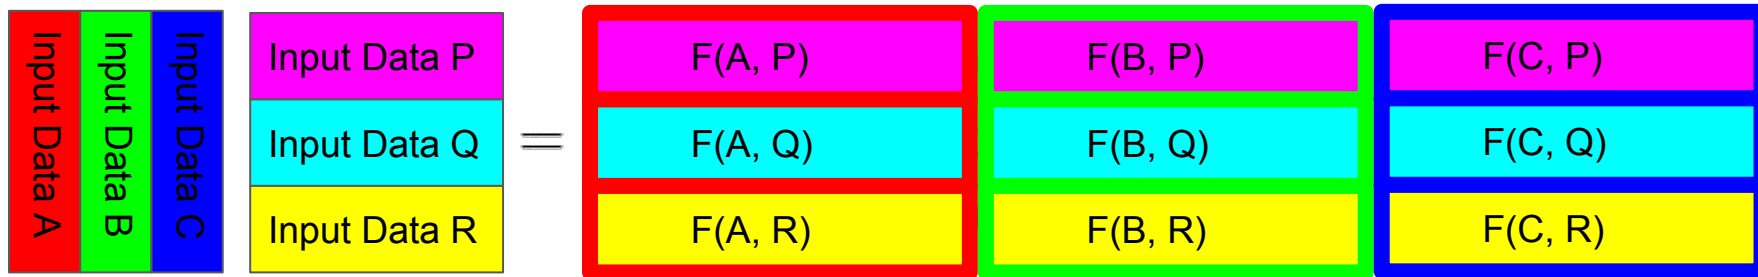 Input Data A
Input Data B
Input Data C
Input Data P
Input Data Q
Input Data R
=
F(A, P)
F(B, P)
F(C, P)
F(A, Q)
F(B, Q)
F(C, Q)
F(A, R)
F(B, R)
F(C, R)